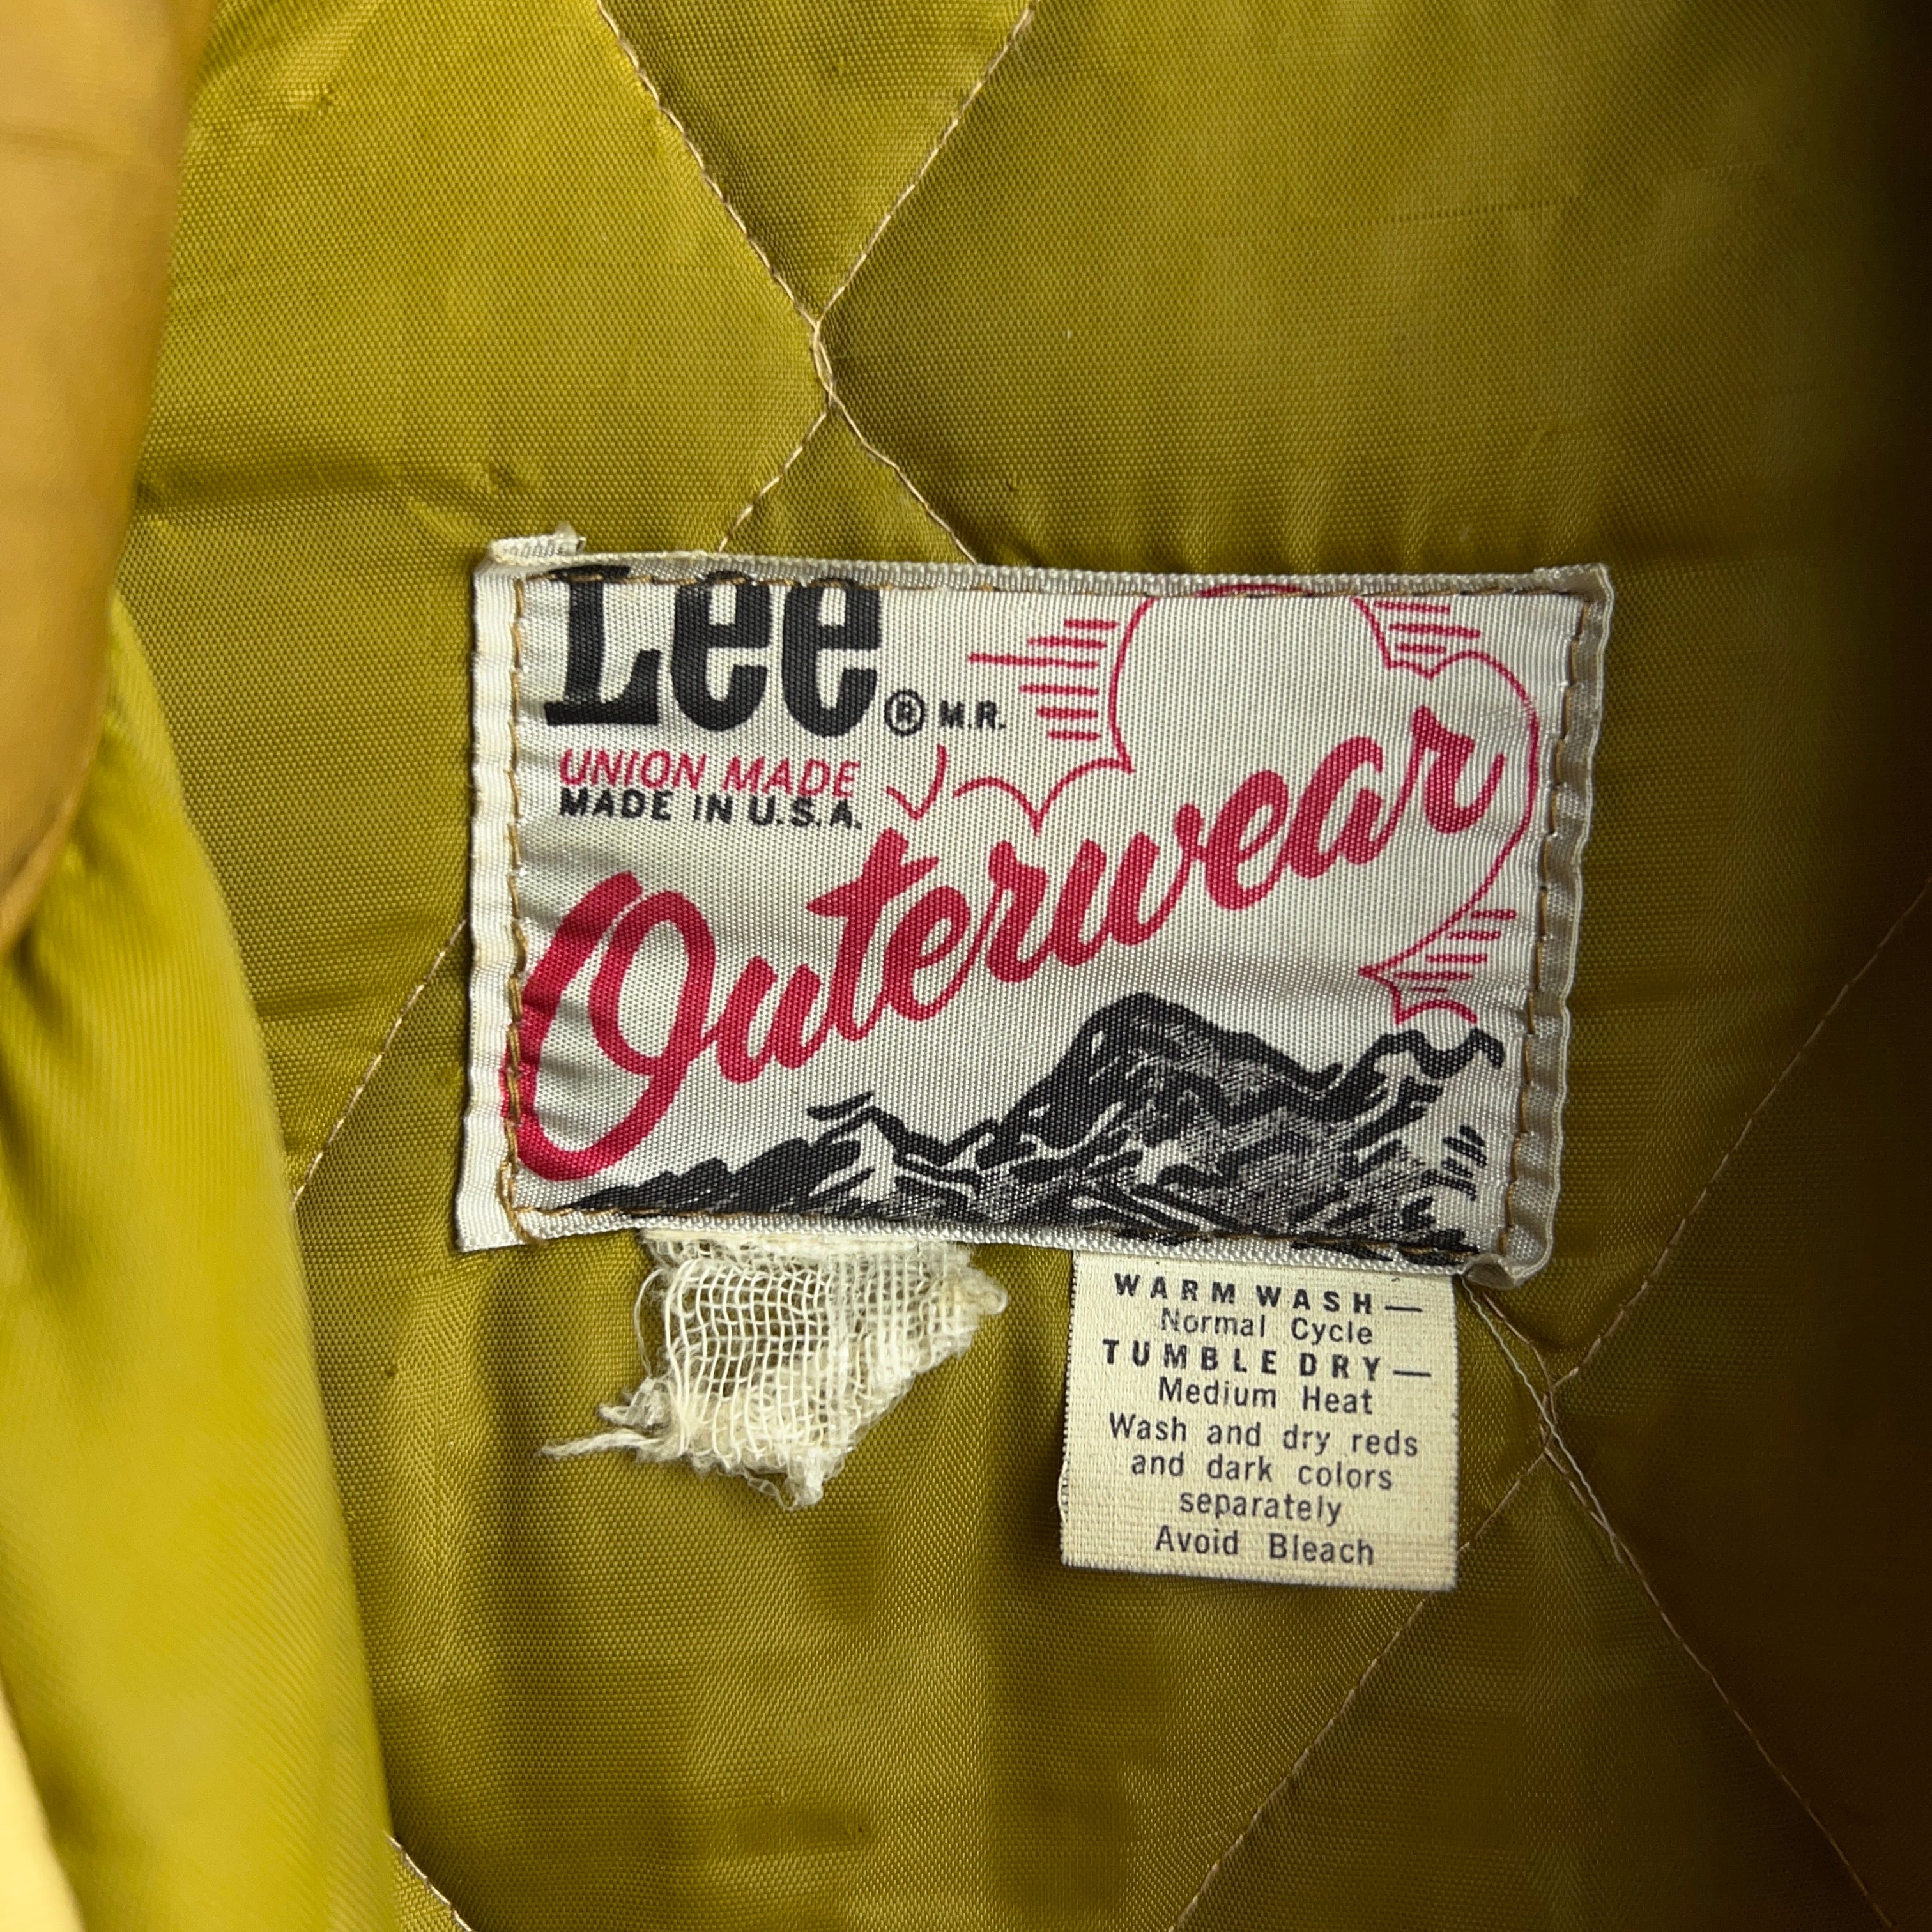 Lee ® M.R.
UNION MADE
MADE IN U.S.A.
Outerwear
WARM WASH—
Normal Cycle
TUMBLE DRY—
Medium Heat
Wash and dry reds
and dark colors
separately
Avoid Bleach